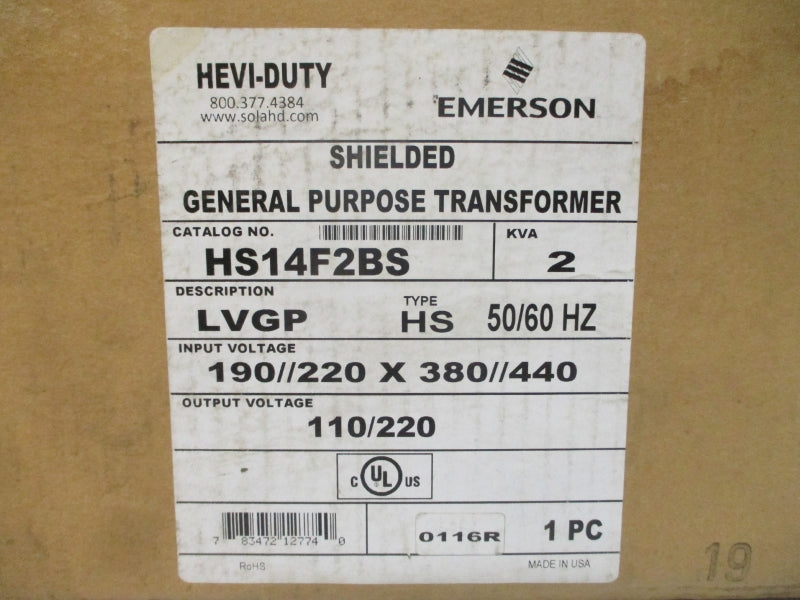 HEVI-DUTY
800.377.4384
www.solahd.com
EMERSON
SHIELDED
GENERAL PURPOSE TRANSFORMER
CATALOG NO.
HS14F2BS
KVA
2
DESCRIPTION
LVGP
TYPE
HS
50/60 HZ
INPUT VOLTAGE
190//220 X 380//440
OUTPUT VOLTAGE
110/220
C UL US
7 83472 12774 0
0116R
1 PC
RoHS
MADE IN USA
19